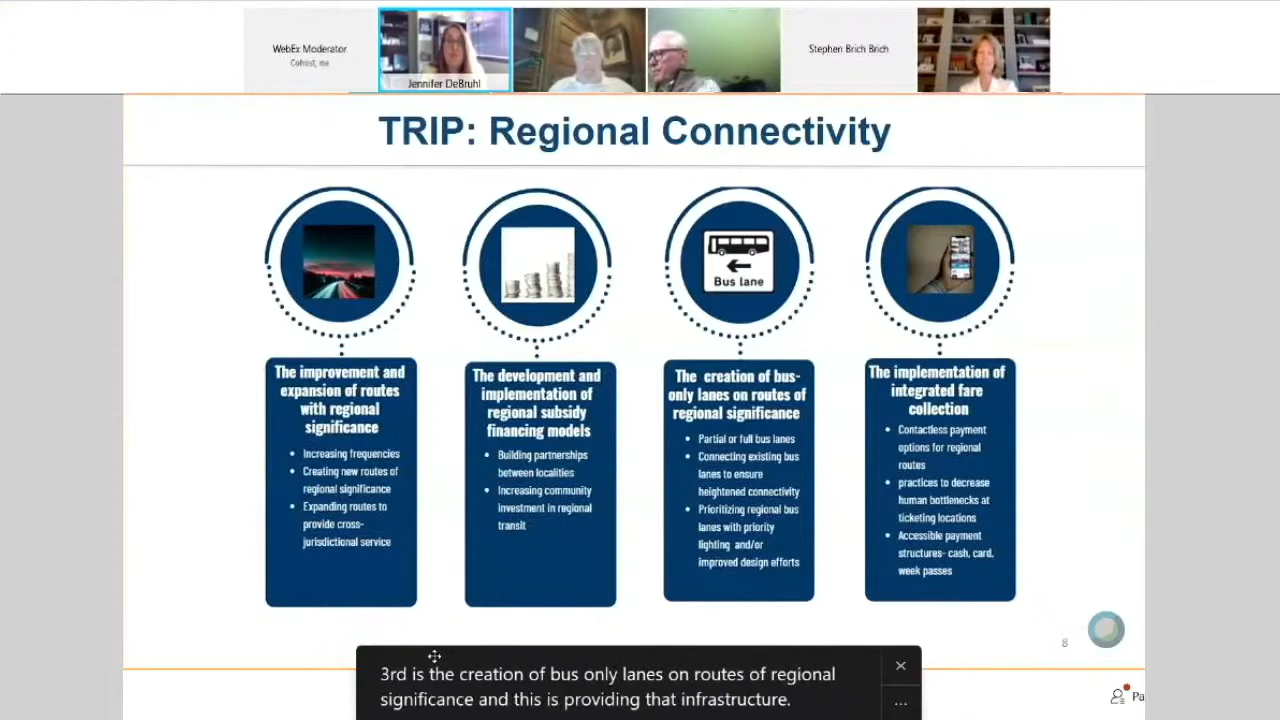 WebEx Moderator
Cohost, me
Jennifer DeBruhl
Stephen Brich Brich
TRIP: Regional Connectivity
Bus lane
The improvement and
expansion of routes
with regional
significance
• Increasing frequencies
• Creating new routes of
regional significance
• Expanding routes to
provide cross-
jurisdictional service
The development and
implementation of
regional subsidy
financing models
• Building partnerships
between localities
• Increasing community
investment in regional
transit
The creation of bus-
only lanes on routes of
regional significance
• Partial or full bus lanes
• Connecting existing bus
lanes to ensure
heightened connectivity
• Prioritizing regional bus
lanes with priority
lighting and/or
improved design efforts
The implementation of
integrated fare
collection
• Contactless payment
options for regional
routes
• practices to decrease
human bottlenecks at
ticketing locations
• Accessible payment
structures- cash, card,
week passes
8
3rd is the creation of bus only lanes on routes of regional
significance and this is providing that infrastructure.
Pa